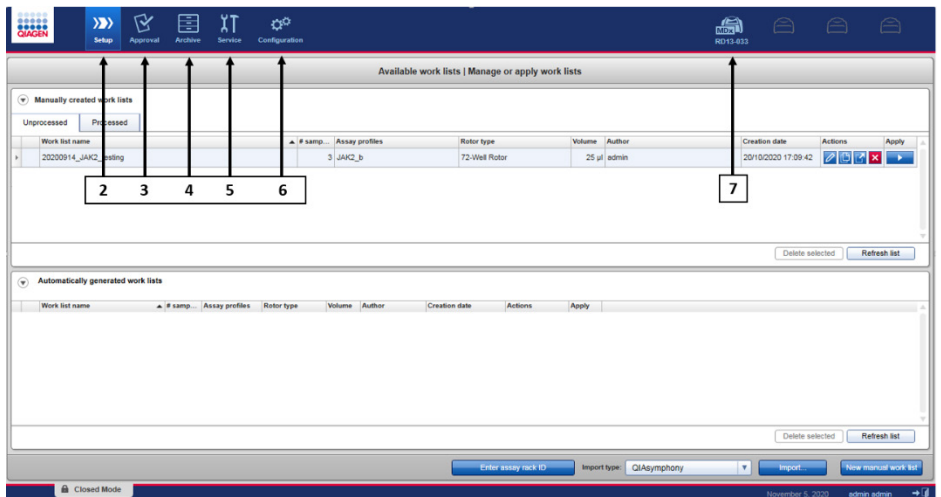 QIAGEN
Setup Approval Archive Service Configuration
MDx
RD13-833
Available work lists | Manage or apply work lists
Manually created work lists
Unprocessed Processed
Work list name # samp... Assay profiles Rotor type Volume Author Creation date Actions Apply
20200914_JAK2_testing 3 JAK2_b 72-Well Rotor 25 µl admin 20/10/2020 17:09:42
2 3 4 5 6 7
Delete selected Refresh list
Automatically generated work lists
Work list name # samp... Assay profiles Rotor type Volume Author Creation date Actions Apply
Delete selected Refresh list
Enter assay rack ID Import type: QIAsymphony Import... New manual work list
Closed Mode November 5, 2020 admin admin